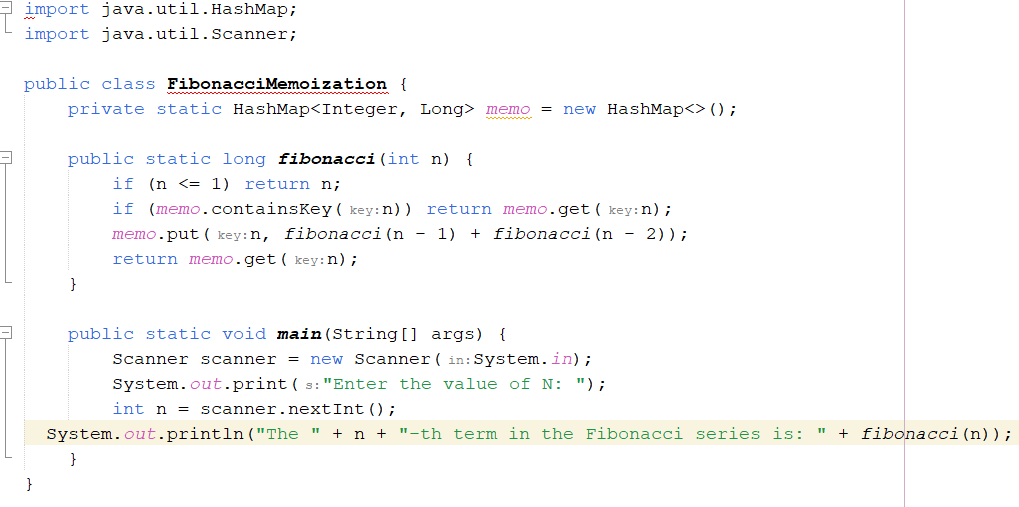 import java.util.HashMap;
import java.util.Scanner;
public class FibonacciMemoization {
private static HashMap<Integer, Long> memo = new HashMap<>();
public static long fibonacci(int n) {
if (n <= 1) return n;
if (memo.containsKey( key:n)) return memo.get( key:n);
memo.put( key:n, fibonacci(n - 1) + fibonacci(n - 2));
return memo.get( key:n);
}
public static void main(String[] args) {
Scanner scanner = new Scanner( in:System.in);
System.out.print( s:"Enter the value of N: ");
int n = scanner.nextInt();
System.out.println("The " + n + "-th term in the Fibonacci series is: " + fibonacci(n));
}
}